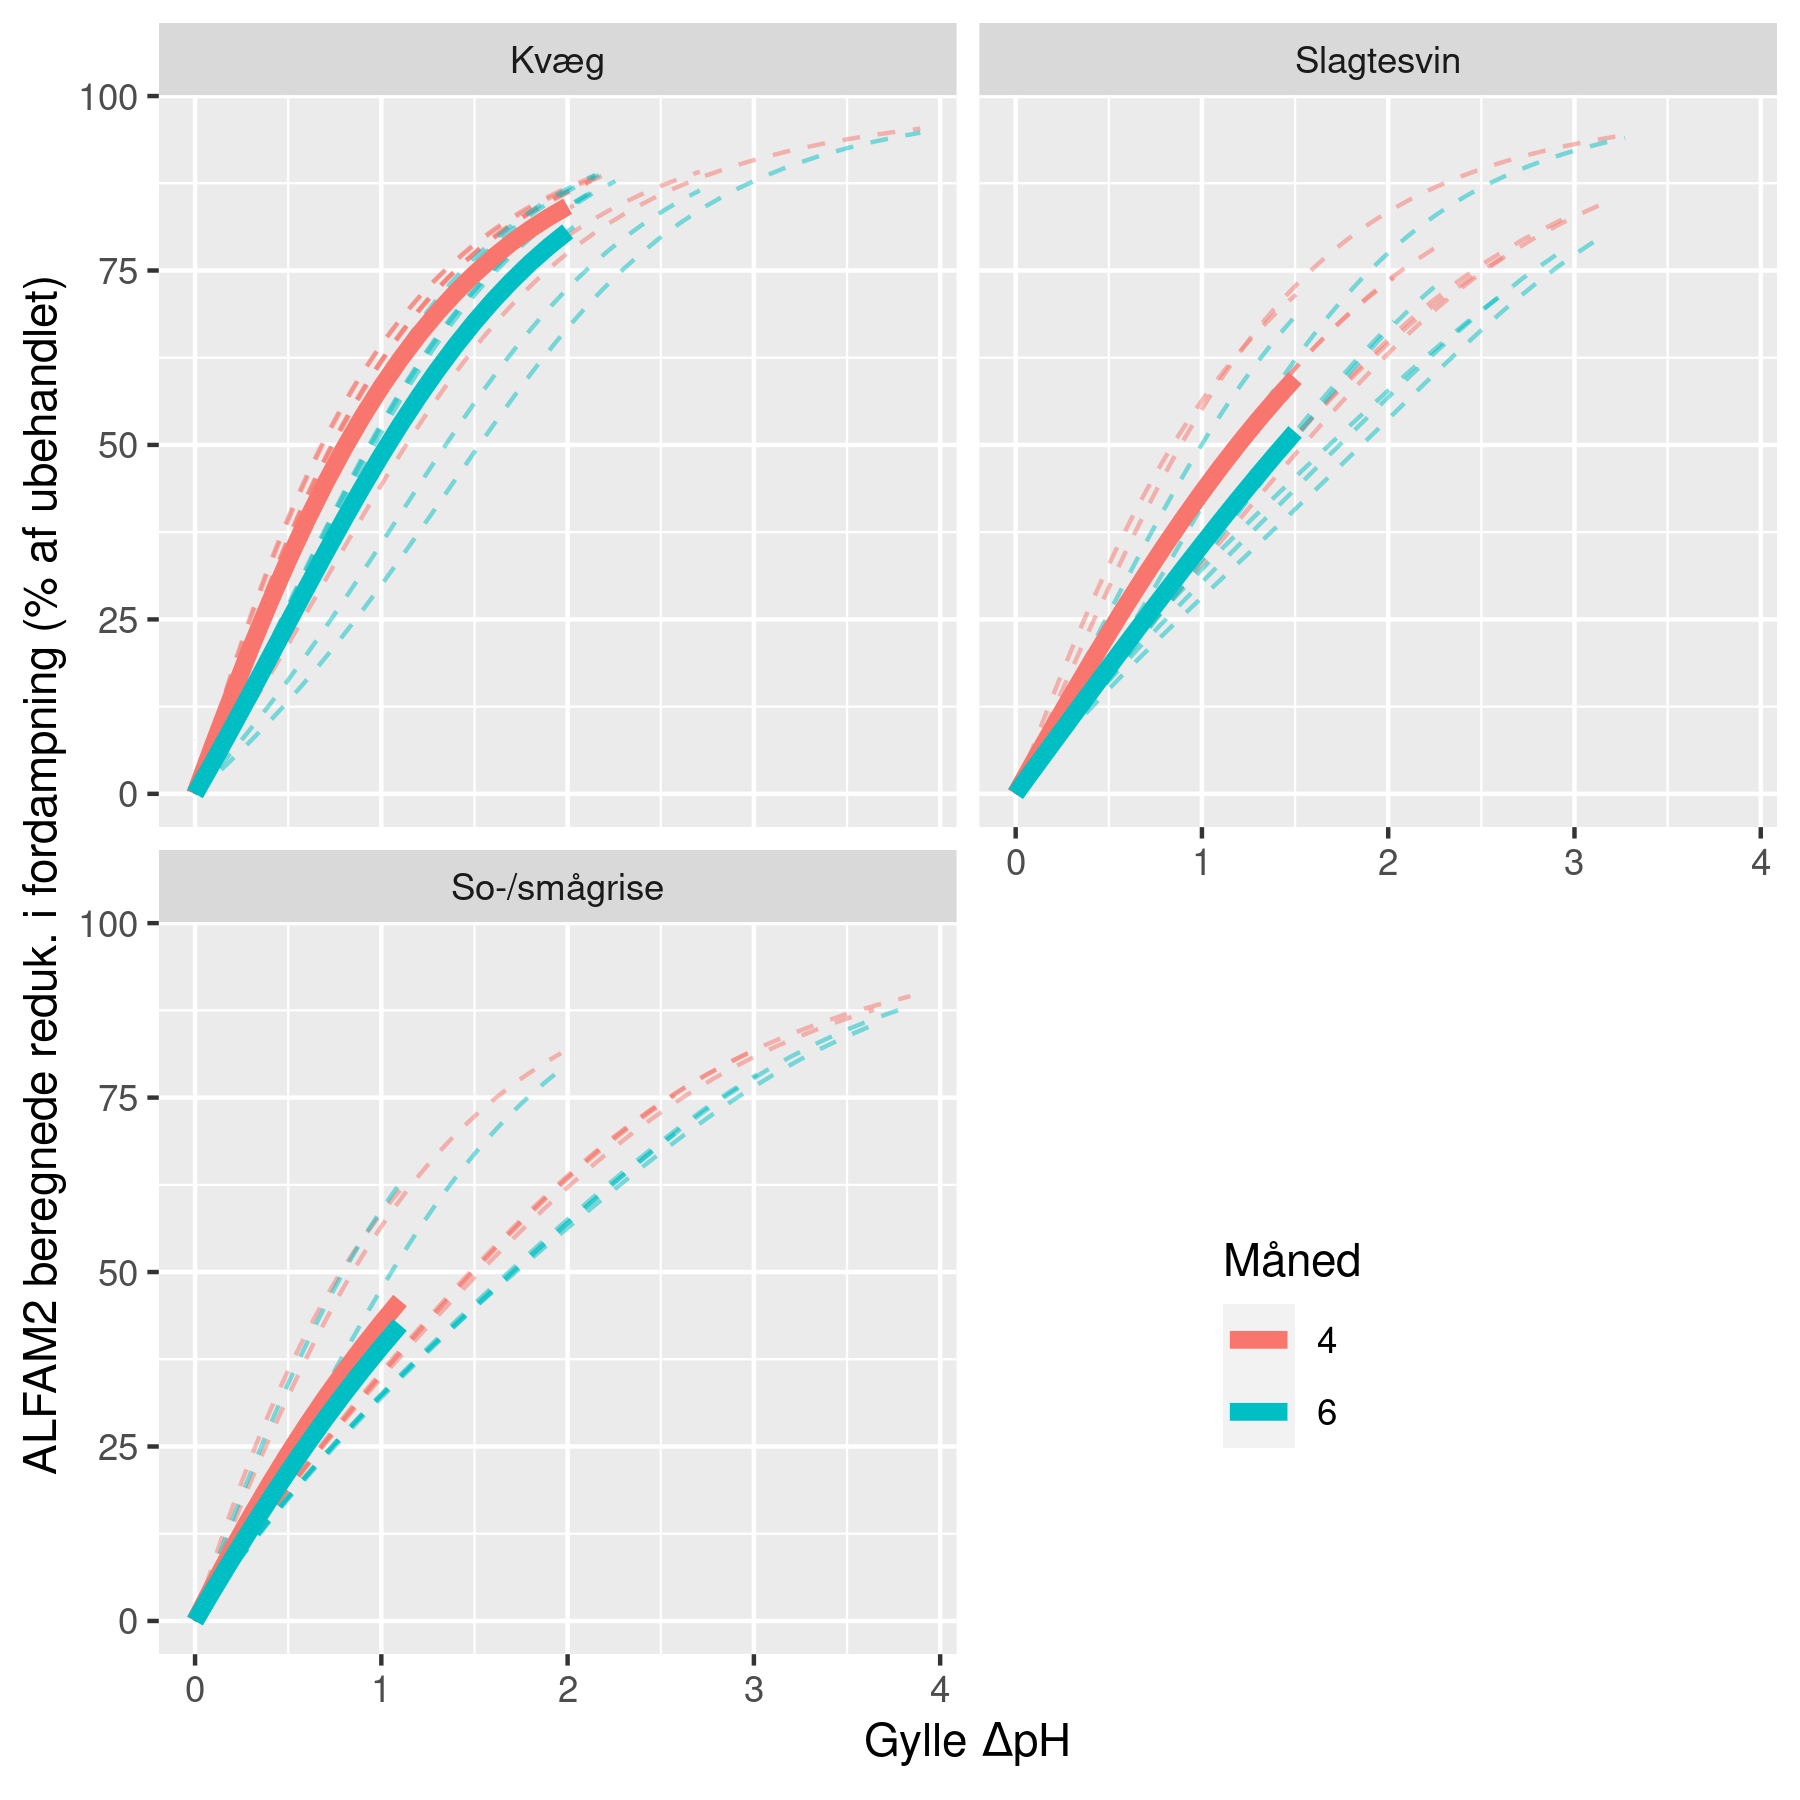 Kvæg
Slagtesvin
100
75
50
25
0
0 1 2 3 4
So-/smågrise
100
75
50
25
0
0 1 2 3 4
ALFAM2 beregnede reduk. i fordampning (% af ubehandlet)
Gylle ΔpH
Måned
4
6